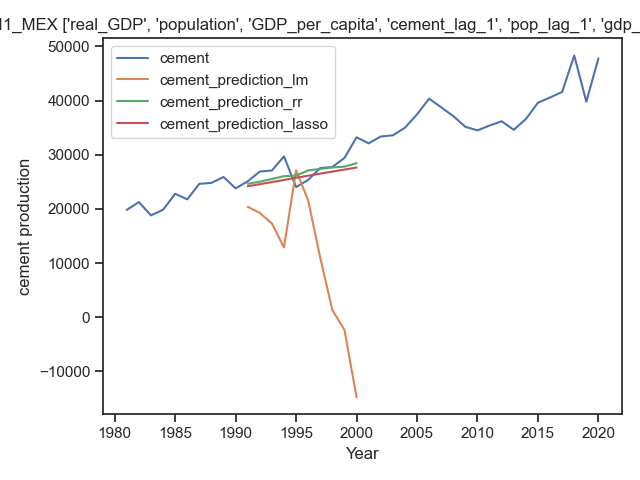 11_MEX ['real_GDP', 'population', 'GDP_per_capita', 'cement_lag_1', 'pop_lag_1', 'gdp_
cement
cement_prediction_lm
cement_prediction_rr
cement_prediction_lasso
50000
40000
30000
20000
10000
0
−10000
cement production
1980 1985 1990 1995 2000 2005 2010 2015 2020
Year